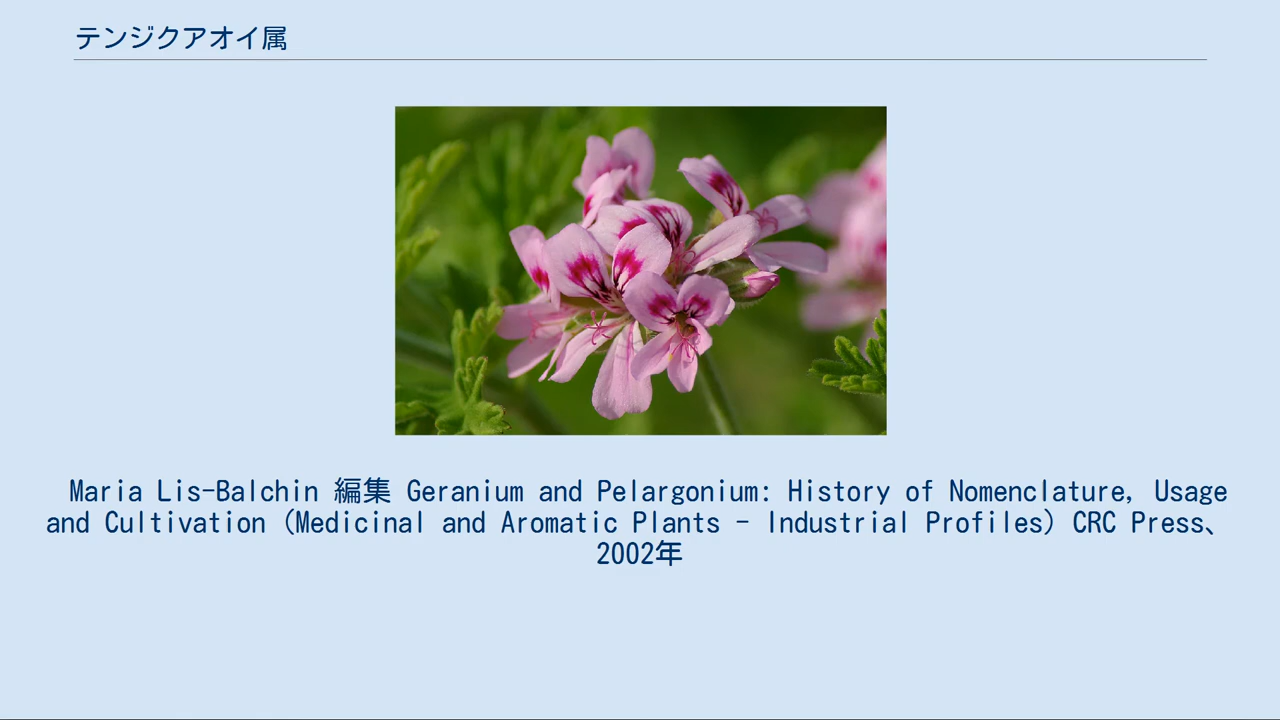 テンジクアオイ属
Maria Lis-Balchin 編集 Geranium and Pelargonium: History of Nomenclature, Usage
and Cultivation (Medicinal and Aromatic Plants - Industrial Profiles) CRC Press、
2002年